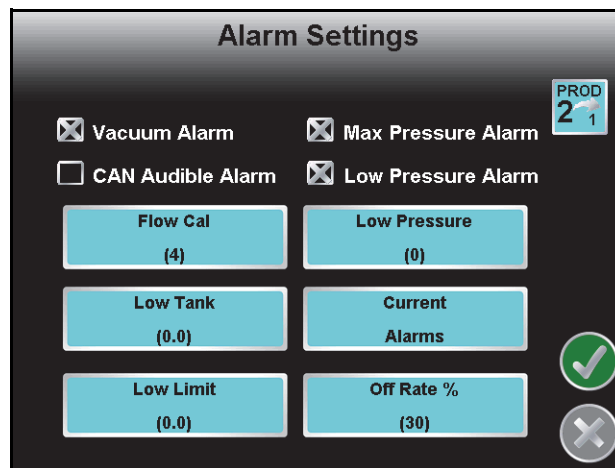 Alarm Settings
PROD
2 1
Vacuum Alarm
Max Pressure Alarm
CAN Audible Alarm
Low Pressure Alarm
Flow Cal
(4)
Low Pressure
(0)
Low Tank
(0.0)
Current
Alarms
Low Limit
(0.0)
Off Rate %
(30)